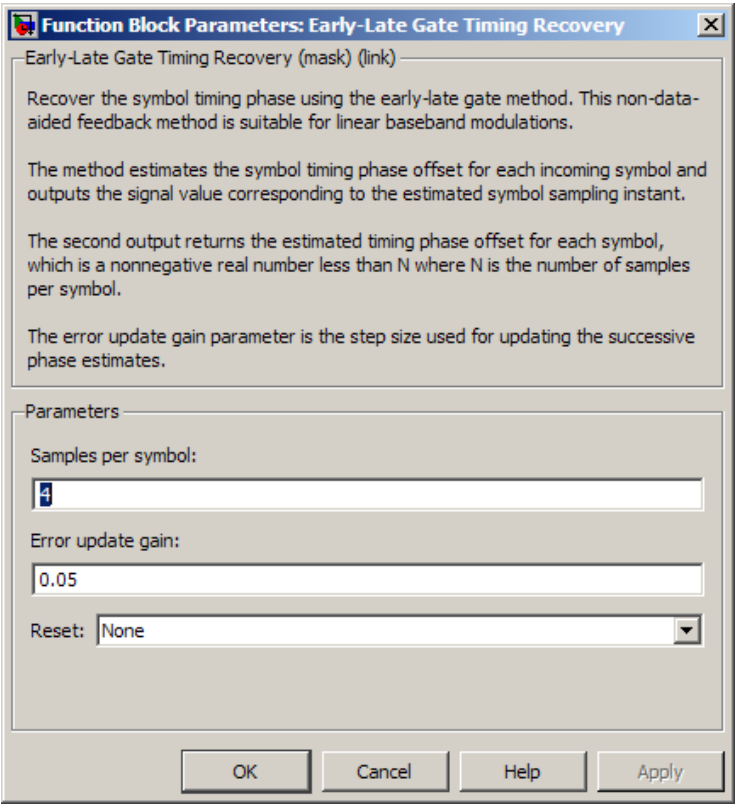 Function Block Parameters: Early-Late Gate Timing Recovery
Early-Late Gate Timing Recovery (mask) (link)
Recover the symbol timing phase using the early-late gate method. This non-data-
aided feedback method is suitable for linear baseband modulations.
The method estimates the symbol timing phase offset for each incoming symbol and
outputs the signal value corresponding to the estimated symbol sampling instant.
The second output returns the estimated timing phase offset for each symbol,
which is a nonnegative real number less than N where N is the number of samples
per symbol.
The error update gain parameter is the step size used for updating the successive
phase estimates.
Parameters
Samples per symbol:
4
Error update gain:
0.05
Reset: None
OK Cancel Help Apply